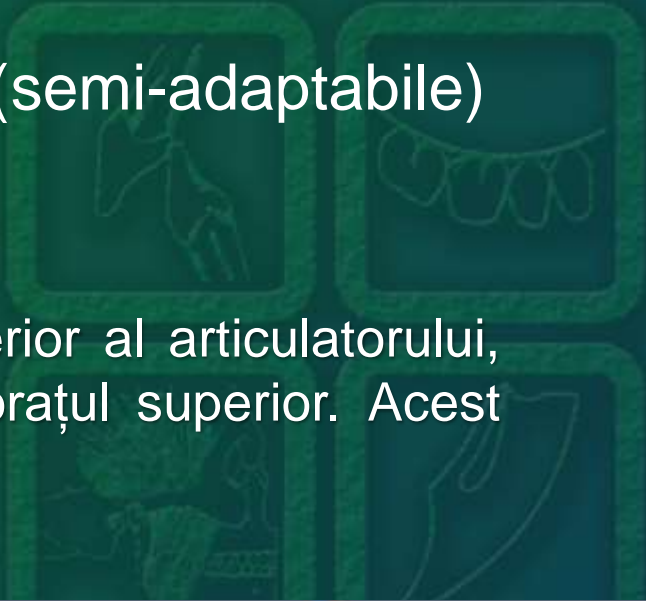 (semi-adaptabile)
erior al articulatorului,
brațul superior. Acest